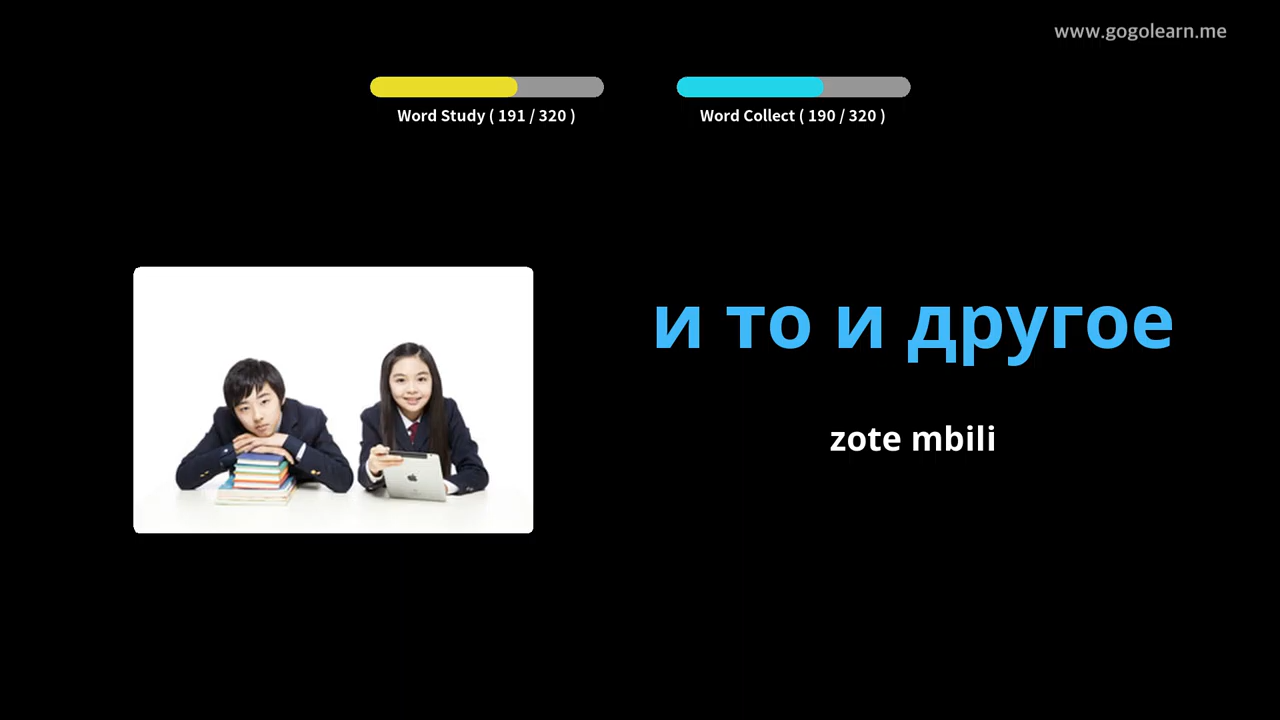 www.gogolearn.me
Word Study ( 191 / 320 )
Word Collect ( 190 / 320 )
и то и другое
zote mbili